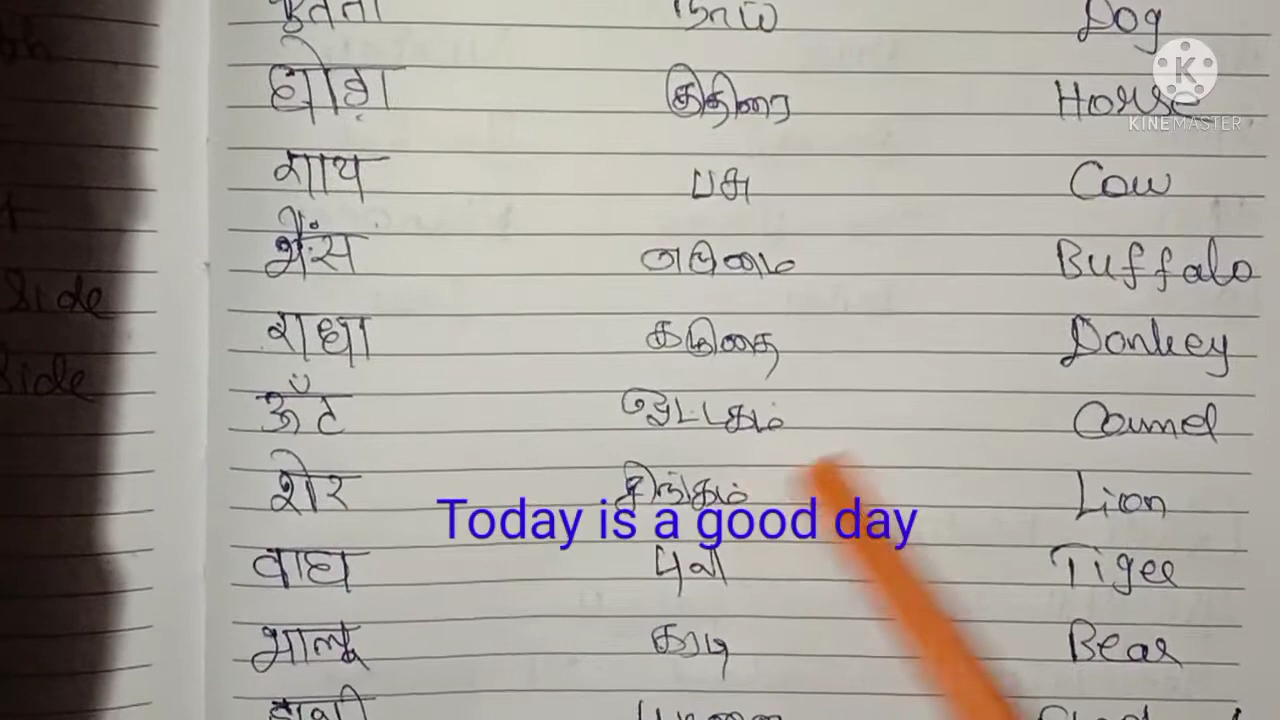 कुत्ता நாய் Dog
घोड़ा குதிரை Horse
KINEMASTER
गाय பசு Cow
भैंस எருமை Buffalo
गधा கழுதை Donkey
ऊँट ஒட்டகம் Camel
शेर சிங்கம் Lion
Today is a good day
वाघ புலி Tiger
भालू கரடி Bear